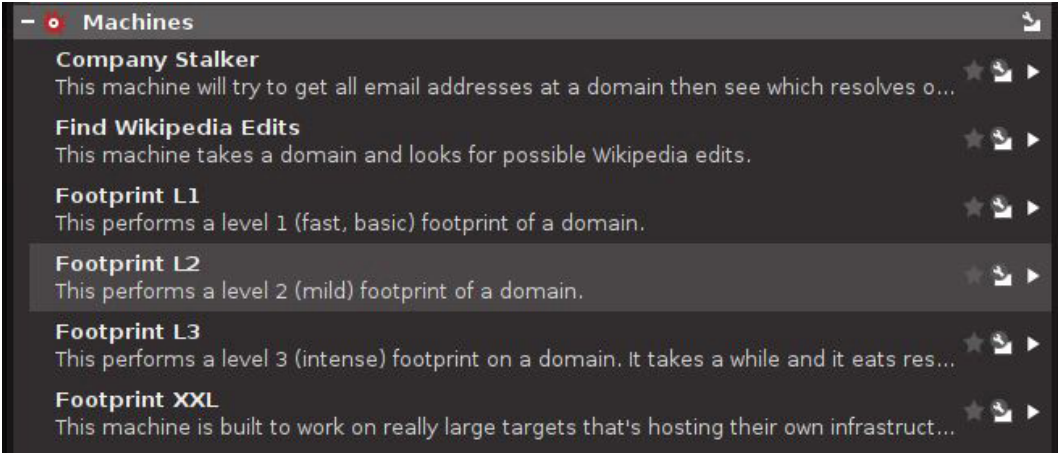 Machines
Company Stalker
This machine will try to get all email addresses at a domain then see which resolves o...
Find Wikipedia Edits
This machine takes a domain and looks for possible Wikipedia edits.
Footprint L1
This performs a level 1 (fast, basic) footprint of a domain.
Footprint L2
This performs a level 2 (mild) footprint of a domain.
Footprint L3
This performs a level 3 (intense) footprint on a domain. It takes a while and it eats res...
Footprint XXL
This machine is built to work on really large targets that's hosting their own infrastruct...